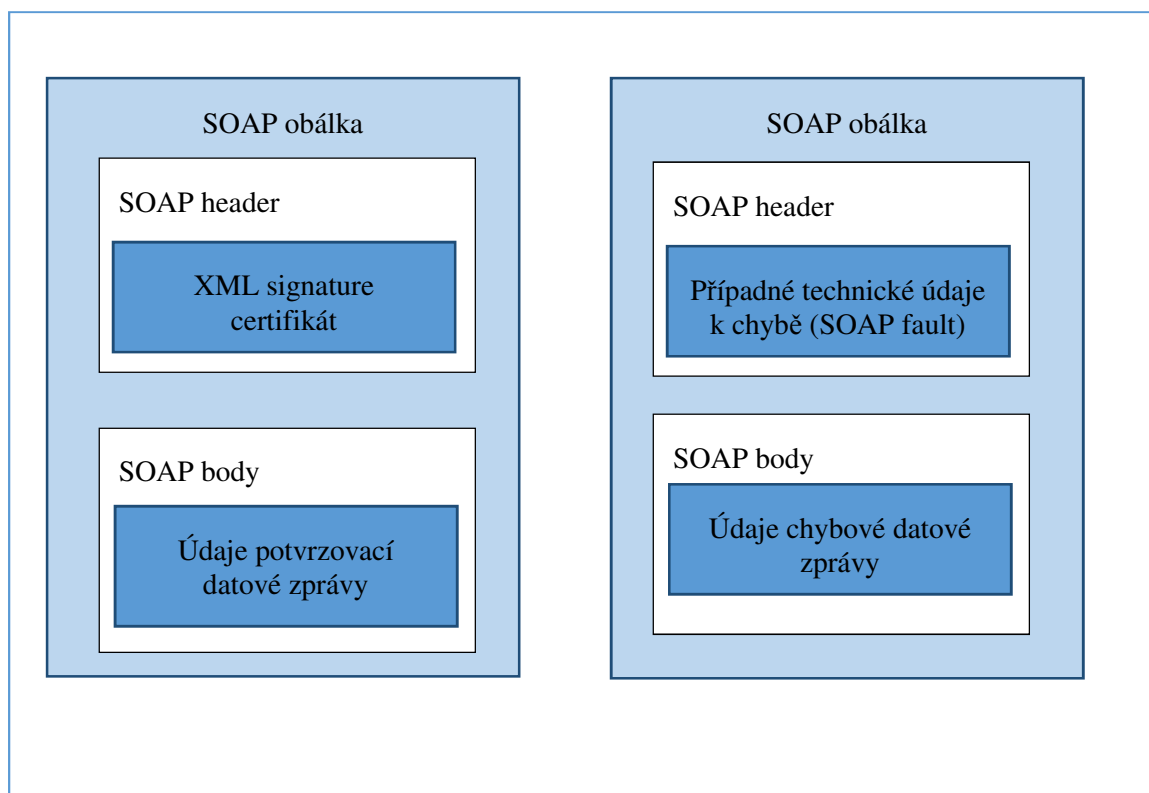 SOAP obálka
SOAP header
XML signature
certifikát
SOAP body
Údaje potvrzovací
datové zprávy
SOAP obálka
SOAP header
Případné technické údaje
k chybě (SOAP fault)
SOAP body
Údaje chybové datové
zprávy